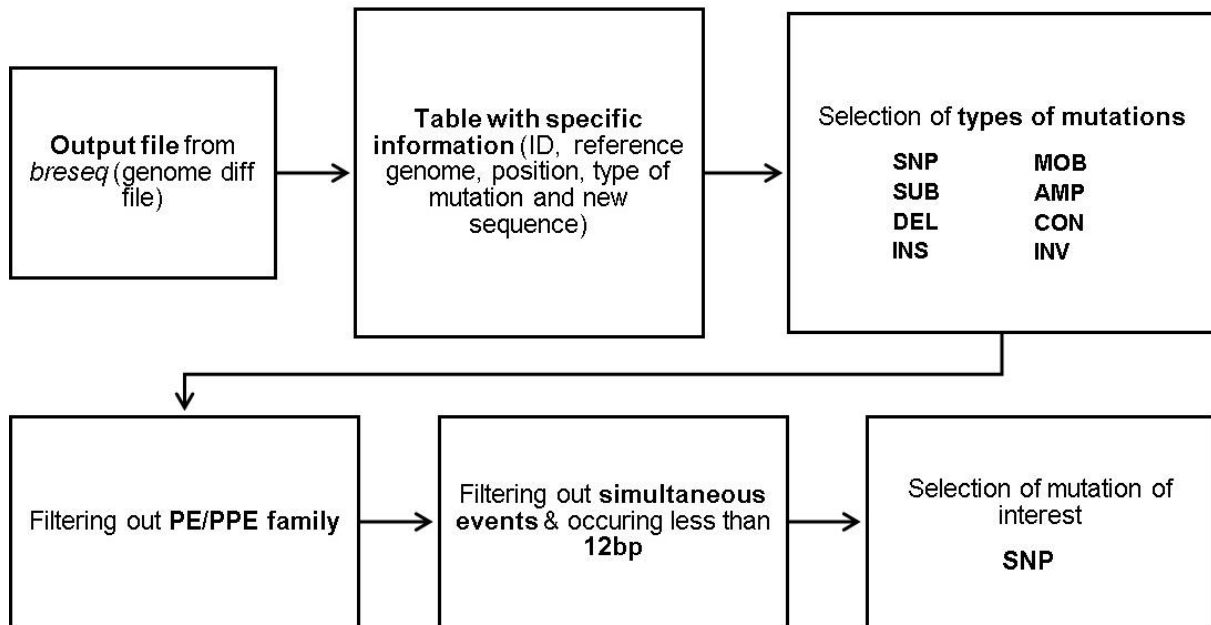 Output file from
breseq (genome diff
file)
Table with specific
information (ID, reference
genome, position, type of
mutation and new
sequence)
Selection of types of mutations
SNP MOB
SUB AMP
DEL CON
INS INV
Filtering out PE/PPE family
Filtering out simultaneous
events & occuring less than
12bp
Selection of mutation of
interest
SNP